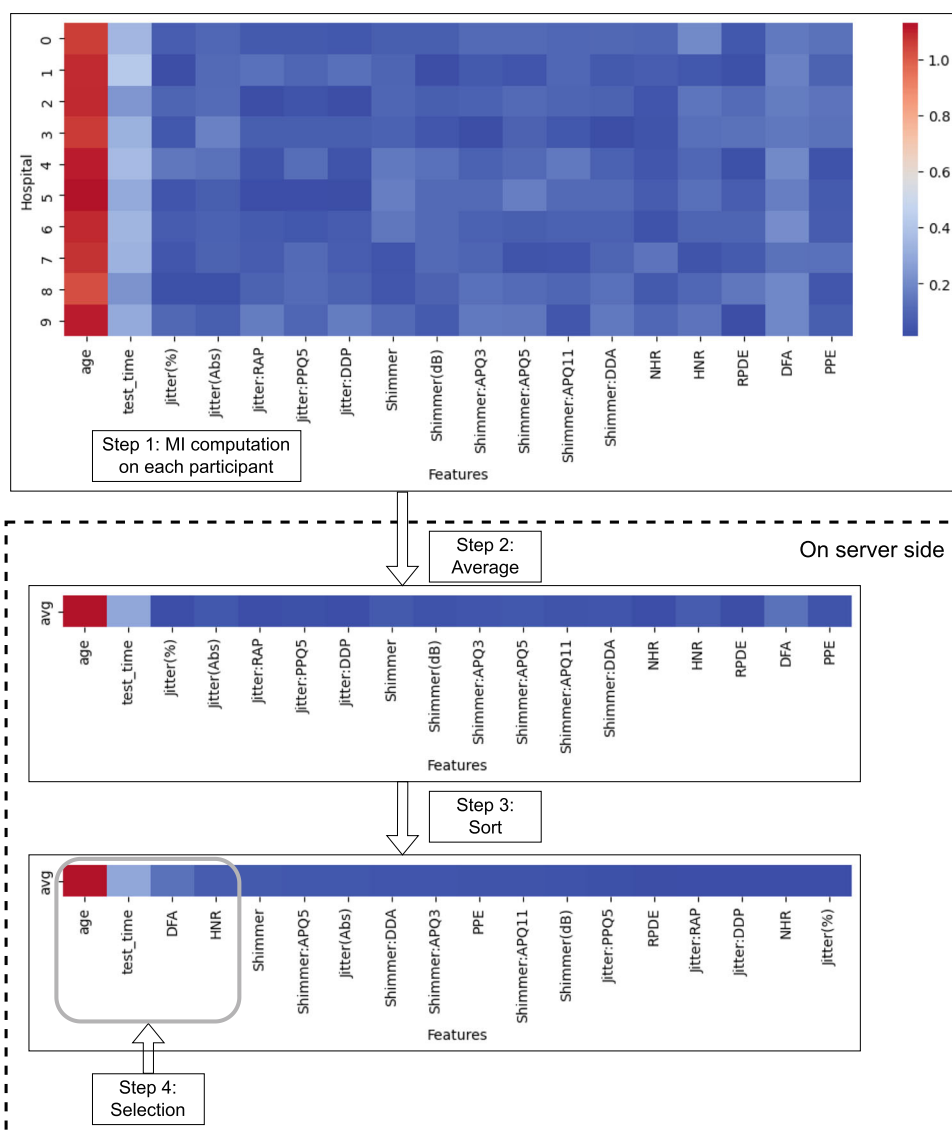 Hospital
0
1
2
3
4
5
6
7
8
9
1.0
0.8
0.6
0.4
0.2
age
test_time
Jitter(%)
Jitter(Abs)
Jitter:RAP
Jitter:PPQ5
Jitter:DDP
Shimmer
Shimmer(dB)
Shimmer:APQ3
Shimmer:APQ5
Shimmer:APQ11
Shimmer:DDA
NHR
HNR
RPDE
DFA
PPE
Step 1: MI computation
on each participant
Features
Step 2:
Average
On server side
avg
age
test_time
Jitter(%)
Jitter(Abs)
Jitter:RAP
Jitter:PPQ5
Jitter:DDP
Shimmer
Shimmer(dB)
Shimmer:APQ3
Shimmer:APQ5
Shimmer:APQ11
Shimmer:DDA
NHR
HNR
RPDE
DFA
PPE
Features
Step 3:
Sort
avg
age
test_time
DFA
HNR
Shimmer
Shimmer:APQ5
Jitter(Abs)
Shimmer:DDA
Shimmer:APQ3
PPE
Shimmer:APQ11
Shimmer(dB)
Jitter:PPQ5
RPDE
Jitter:RAP
Jitter:DDP
NHR
Jitter(%)
Features
Step 4:
Selection